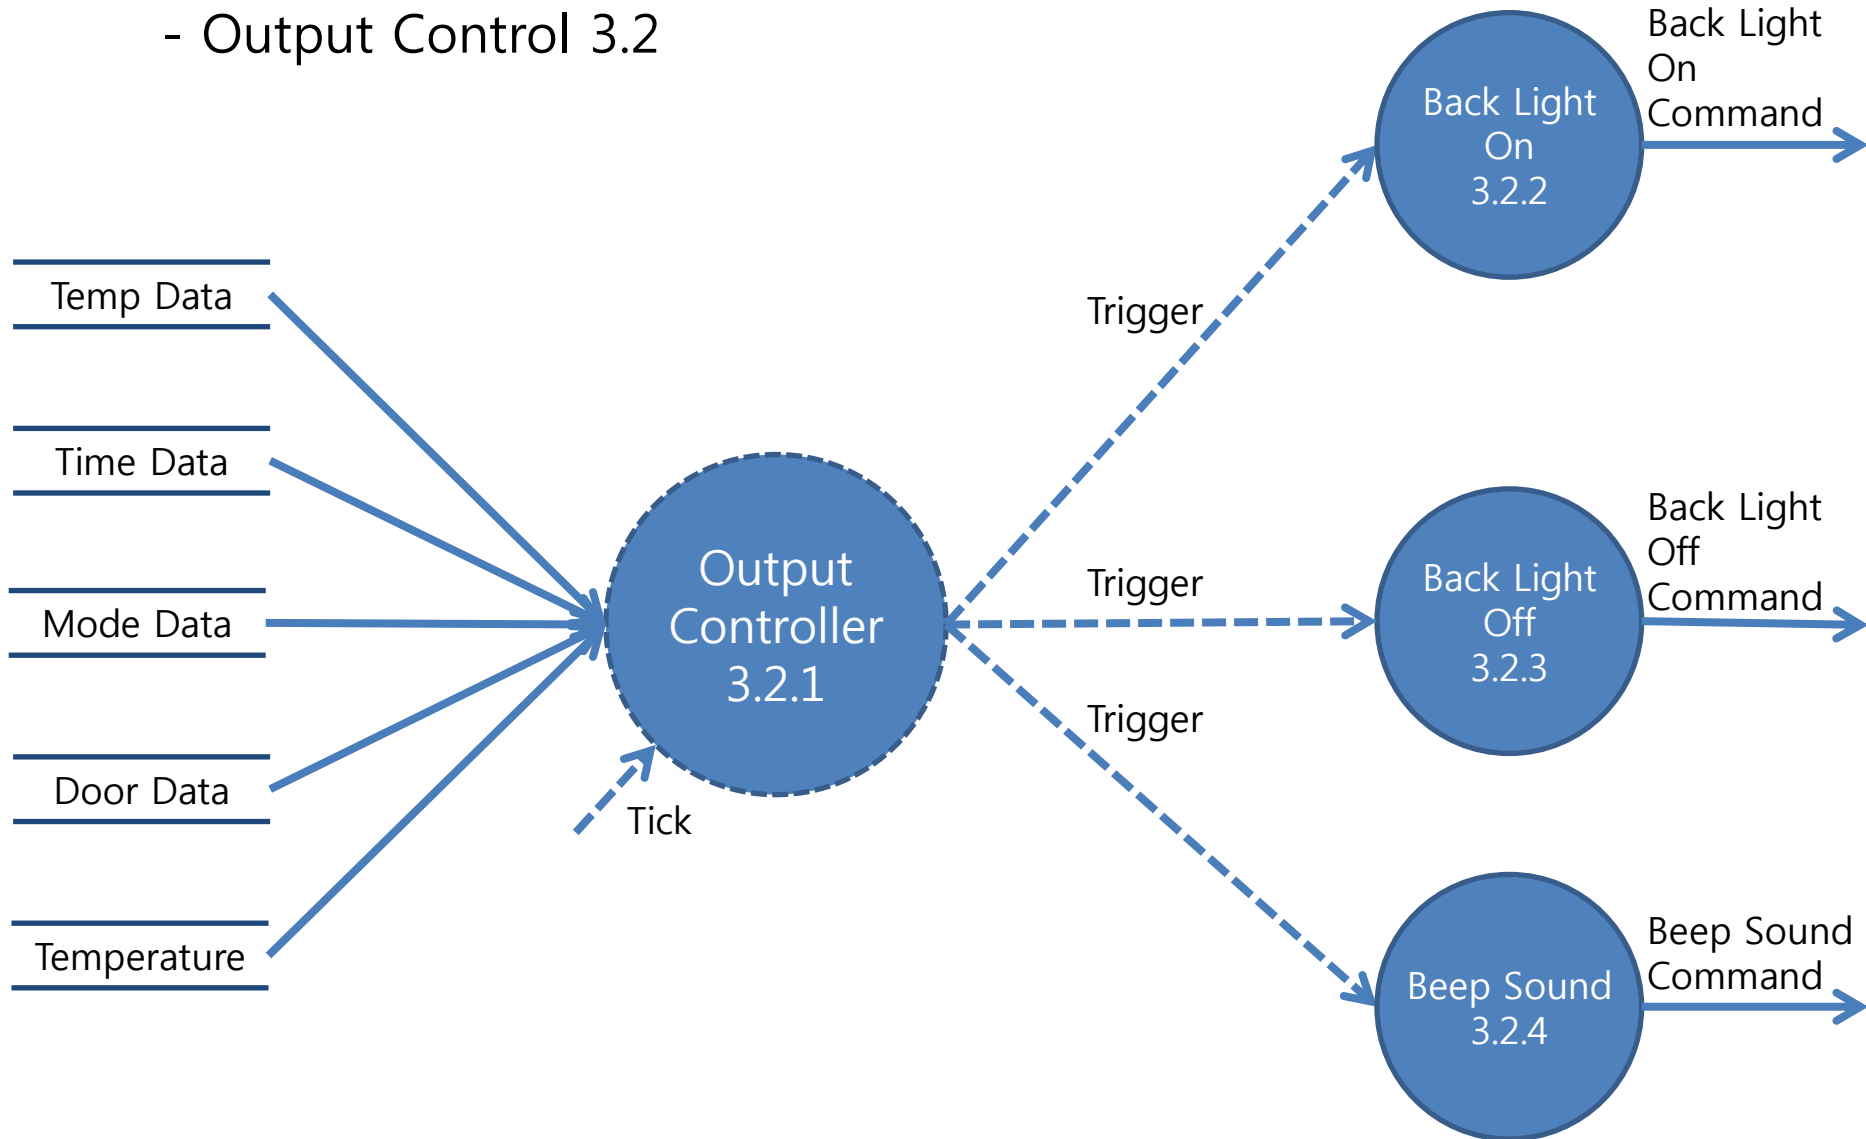 - Output Control 3.2
Temp Data
Time Data
Mode Data
Door Data
Temperature
Output
Controller
3.2.1
Tick
Trigger
Trigger
Trigger
Back Light
On
3.2.2
Back Light
On
Command
Back Light
Off
3.2.3
Back Light
Off
Command
Beep Sound
3.2.4
Beep Sound
Command